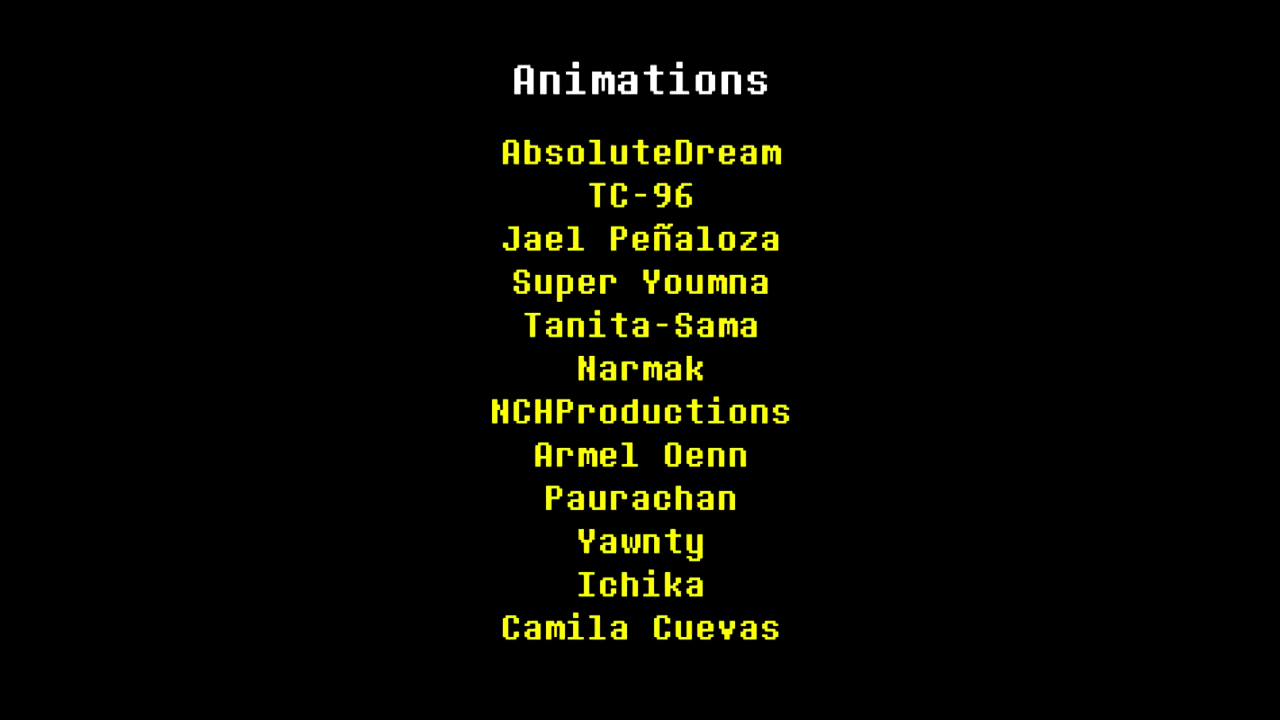 Animations
AbsoluteDream
TC-96
Jael Peñaloza
Super Youmna
Tanita-Sama
Narmak
NCHProductions
Armel Oenn
Paurachan
Yawnty
Ichika
Camila Cuevas